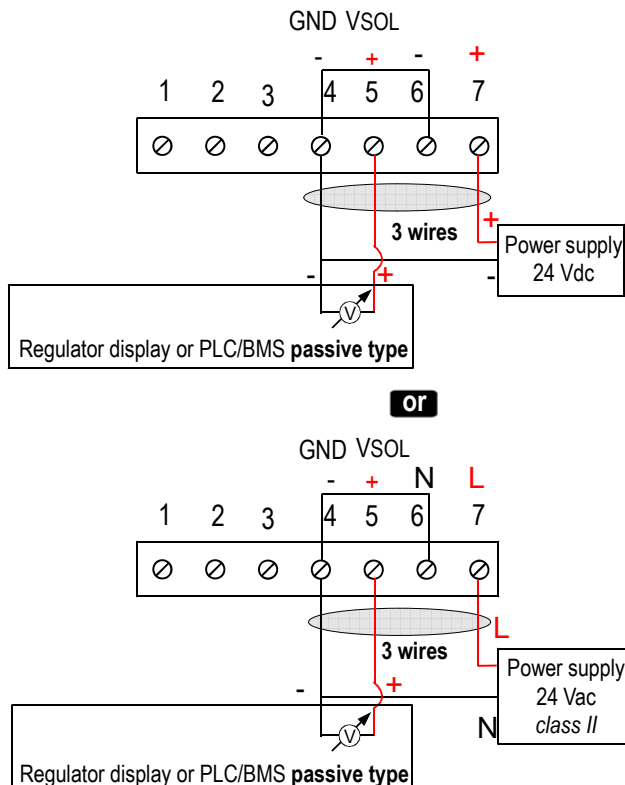 GND VSOL
- + - +
1 2 3 4 5 6 7
3 wires
+
Power supply
24 Vdc
-
- +
V
Regulator display or PLC/BMS passive type
or
GND VSOL
- + N L
1 2 3 4 5 6 7
L
3 wires
Power supply
24 Vac
class II
N
- +
V
Regulator display or PLC/BMS passive type